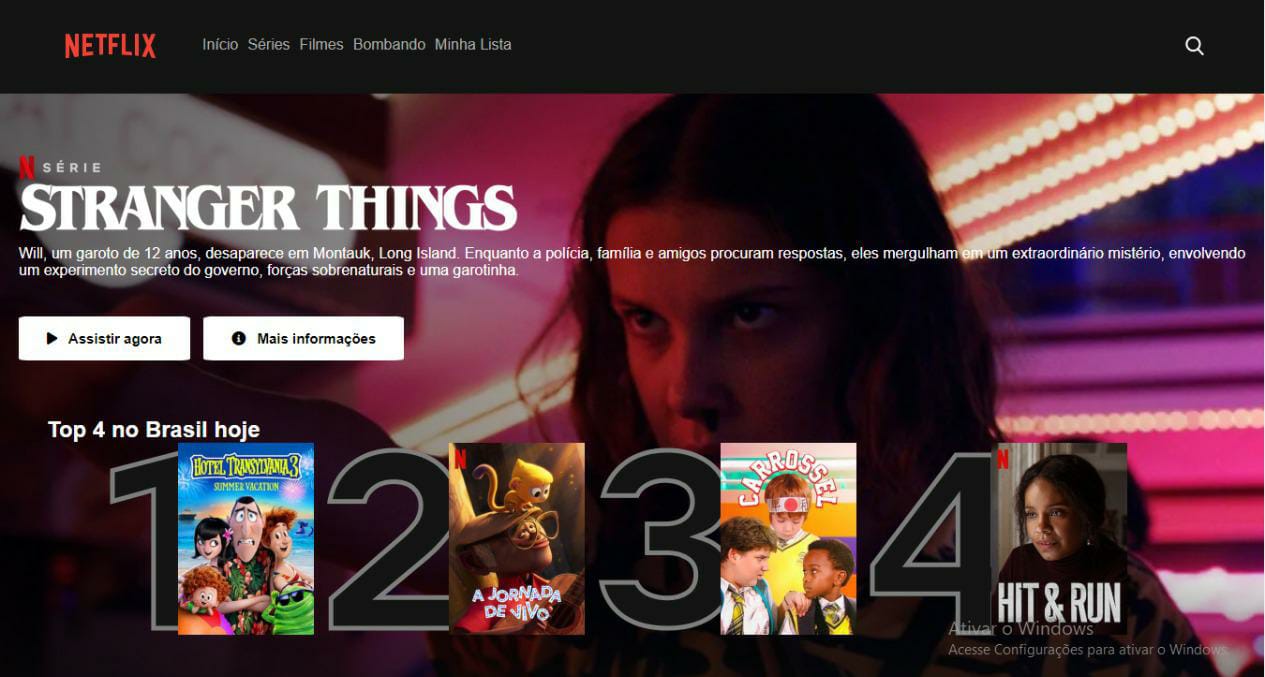 NETFLIX
Início Séries Filmes Bombando Minha Lista
N SÉRIE
STRANGER THINGS
Will, um garoto de 12 anos, desaparece em Montauk, Long Island. Enquanto a polícia, família e amigos procuram respostas, eles mergulham em um extraordinário mistério, envolvendo
um experimento secreto do governo, forças sobrenaturais e uma garotinha.
Assistir agora
Mais informações
Top 4 no Brasil hoje
1
HOTEL TRANSYLVANIA 3
SUMMER VACATION
2
N
A JORNADA
DE VIVO
3
CARROSSEL
4
N
HIT & RUN
Ativar o Windows
Acesse Configurações para ativar o Windows.